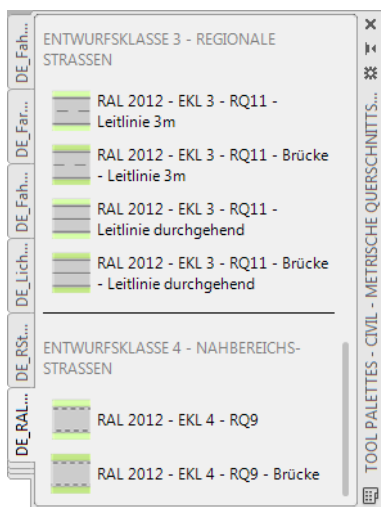 DE_Fah...
DE_Far...
DE_Fah...
DE_Lich...
DE_RSt...
DE_RAL...
ENTWURFSKLASSE 3 - REGIONALE
STRASSEN
RAL 2012 - EKL 3 - RQ11 -
Leitlinie 3m
RAL 2012 - EKL 3 - RQ11 - Brücke
- Leitlinie 3m
RAL 2012 - EKL 3 - RQ11 -
Leitlinie durchgehend
RAL 2012 - EKL 3 - RQ11 - Brücke
- Leitlinie durchgehend
ENTWURFSKLASSE 4 - NAHBEREICHS-
STRASSEN
RAL 2012 - EKL 4 - RQ9
RAL 2012 - EKL 4 - RQ9 - Brücke
TOOL PALETTES - CIVIL - METRISCHE QUERSCHNITTS...